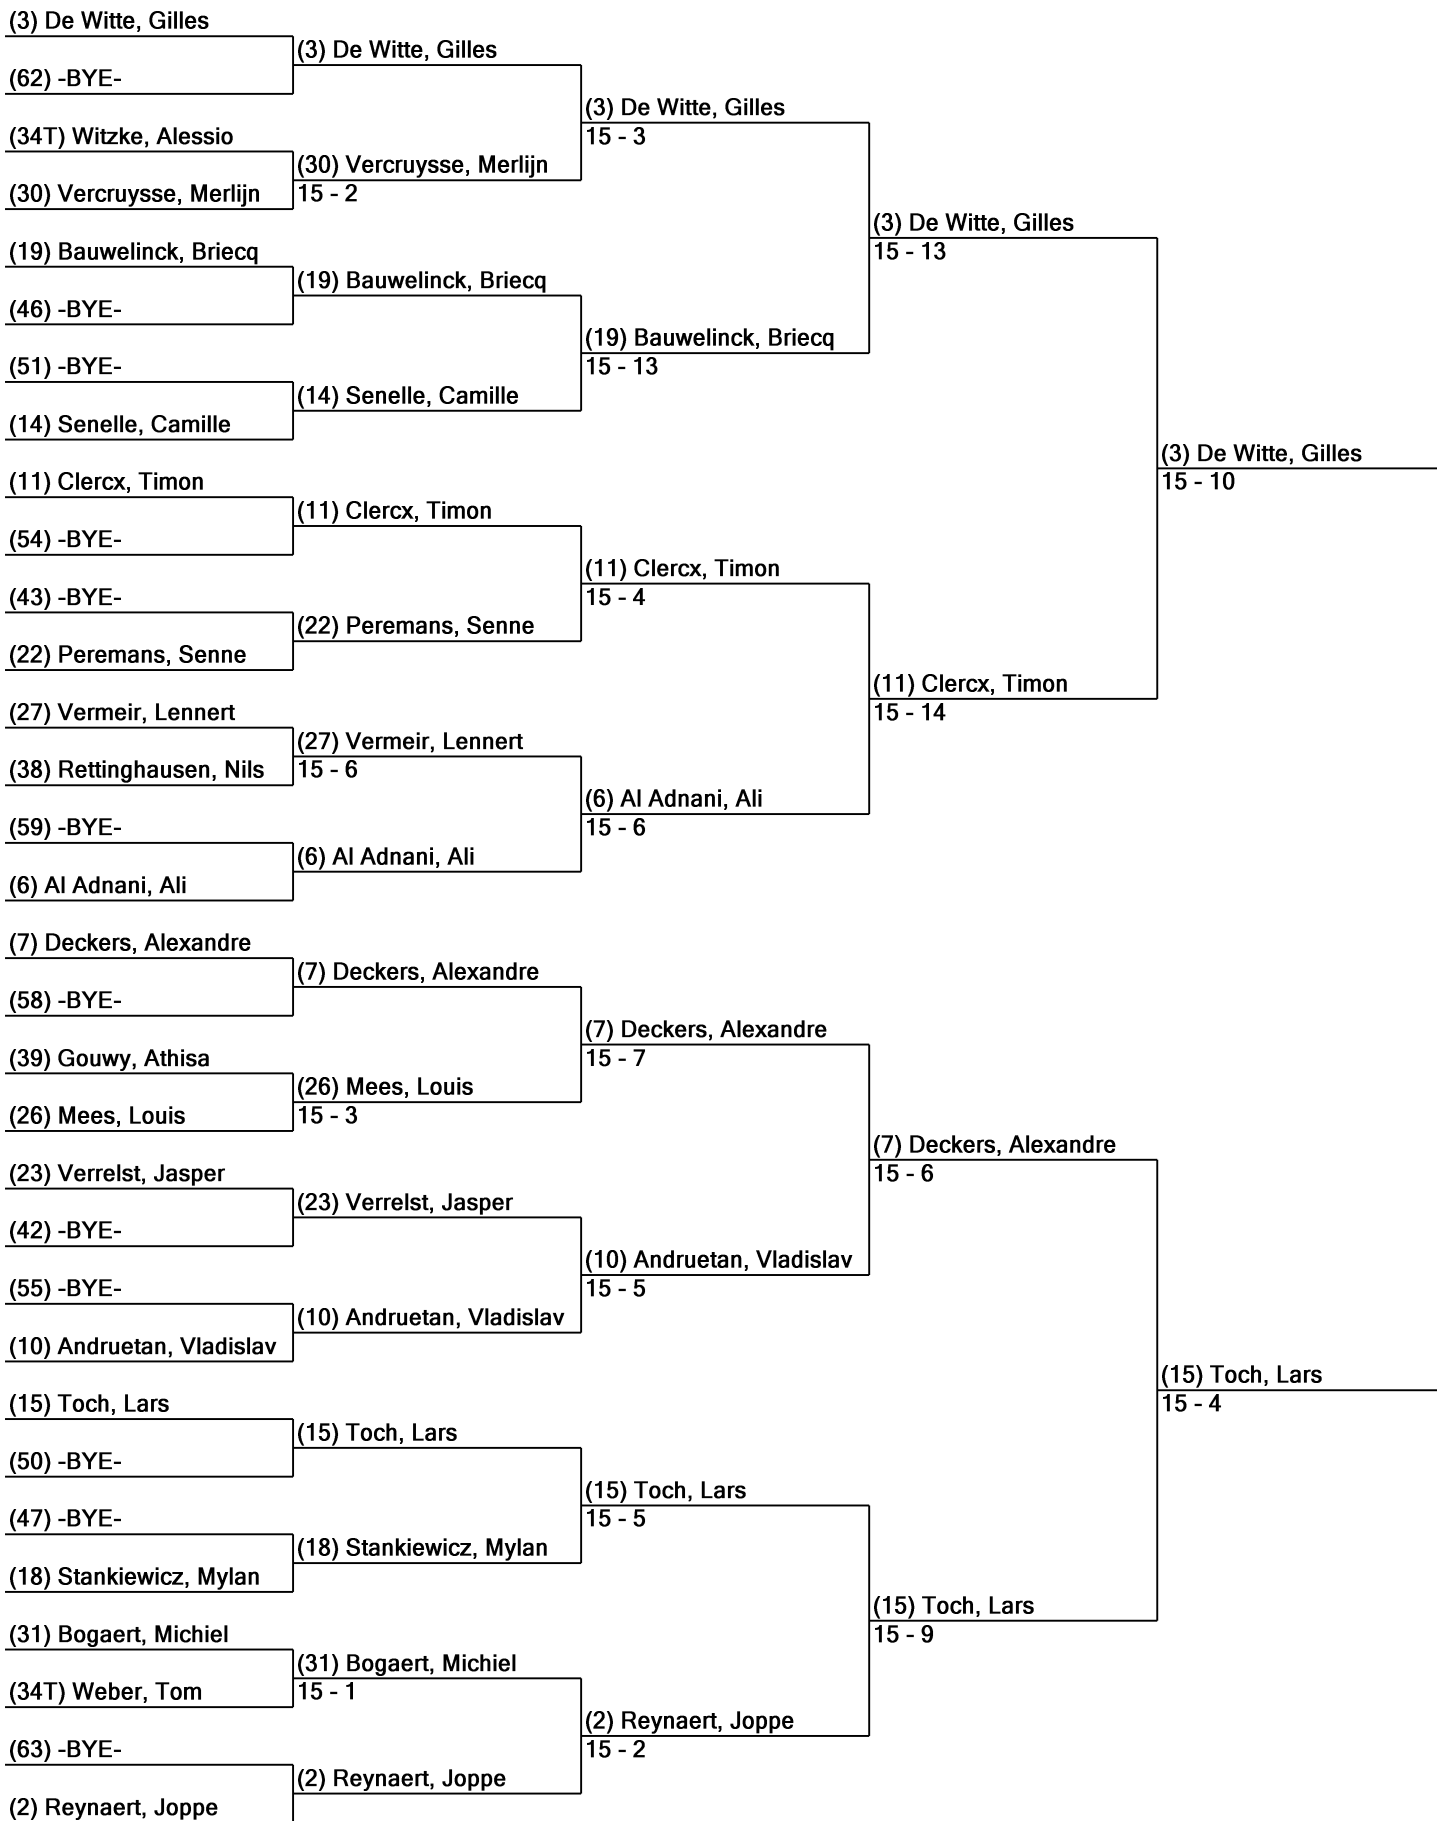 (3) De Witte, Gilles
(3) De Witte, Gilles
(62) -BYE-
(3) De Witte, Gilles
15 - 3
(34T) Witzke, Alessio
(30) Vercruysse, Merlijn
15 - 2
(30) Vercruysse, Merlijn
(3) De Witte, Gilles
15 - 13
(19) Bauwelinck, Briecq
(19) Bauwelinck, Briecq
(46) -BYE-
(19) Bauwelinck, Briecq
15 - 13
(51) -BYE-
(14) Senelle, Camille
(14) Senelle, Camille
(3) De Witte, Gilles
15 - 10
(11) Clercx, Timon
(11) Clercx, Timon
(54) -BYE-
(11) Clercx, Timon
15 - 4
(43) -BYE-
(22) Peremans, Senne
(22) Peremans, Senne
(11) Clercx, Timon
15 - 14
(27) Vermeir, Lennert
(27) Vermeir, Lennert
15 - 6
(38) Rettinghausen, Nils
(6) Al Adnani, Ali
15 - 6
(59) -BYE-
(6) Al Adnani, Ali
(6) Al Adnani, Ali
(7) Deckers, Alexandre
(7) Deckers, Alexandre
(58) -BYE-
(7) Deckers, Alexandre
15 - 7
(39) Gouwy, Athisa
(26) Mees, Louis
15 - 3
(26) Mees, Louis
(7) Deckers, Alexandre
15 - 6
(23) Verrelst, Jasper
(23) Verrelst, Jasper
(42) -BYE-
(10) Andruetan, Vladislav
15 - 5
(55) -BYE-
(10) Andruetan, Vladislav
(10) Andruetan, Vladislav
(15) Toch, Lars
15 - 4
(15) Toch, Lars
(15) Toch, Lars
(50) -BYE-
(15) Toch, Lars
15 - 5
(47) -BYE-
(18) Stankiewicz, Mylan
(18) Stankiewicz, Mylan
(15) Toch, Lars
15 - 9
(31) Bogaert, Michiel
(31) Bogaert, Michiel
15 - 1
(34T) Weber, Tom
(2) Reynaert, Joppe
15 - 2
(63) -BYE-
(2) Reynaert, Joppe
(2) Reynaert, Joppe